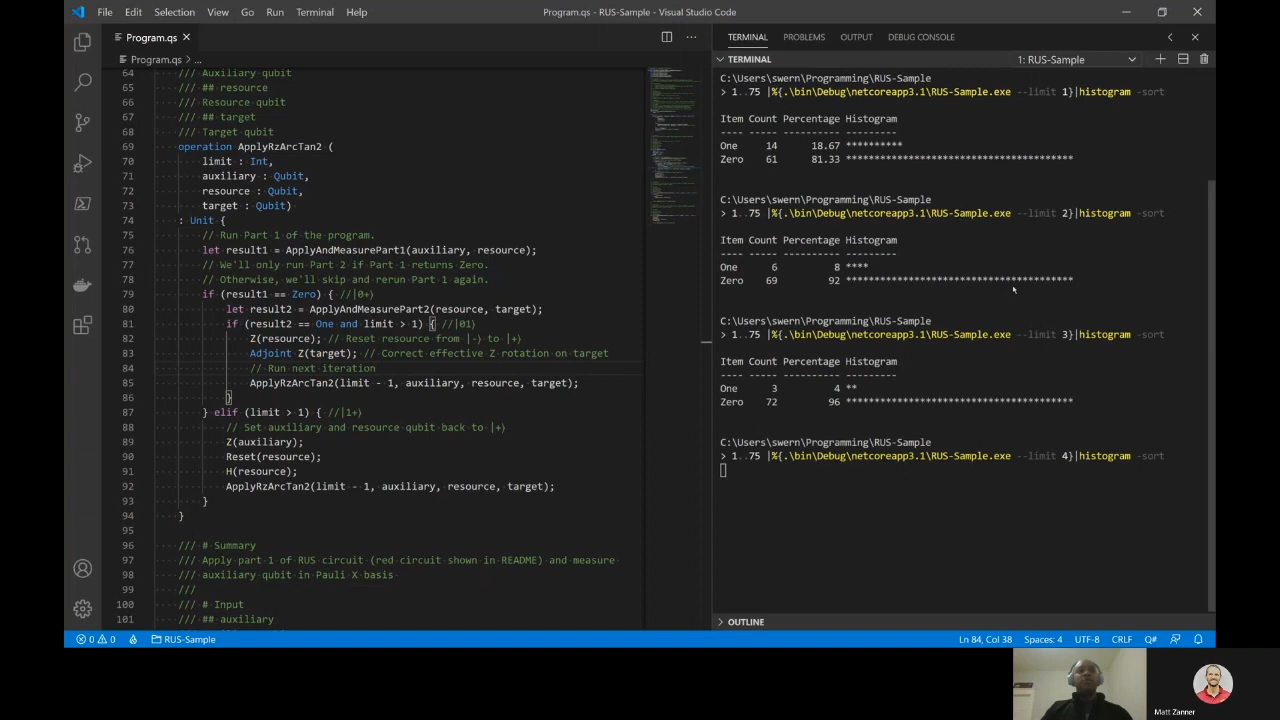 File Edit Selection View Go Run Terminal Help
Program.qs - RUS-Sample - Visual Studio Code
Program.qs
Program.qs > ...
64 /// Auxiliary qubit
65 /// ## resource
66 /// Resource qubit
67 /// ## target
68 /// Target qubit
69 operation ApplyRzArcTan2 (
70 limit : Int,
71 auxiliary : Qubit,
72 resource : Qubit,
73 target : Qubit)
74 : Unit {
75 // Run Part 1 of the program.
76 let result1 = ApplyAndMeasurePart1(auxiliary, resource);
77 // We'll only run Part 2 if Part 1 returns Zero.
78 // Otherwise, we'll skip and rerun Part 1 again.
79 if (result1 == Zero) { //|0+⟩
80 let result2 = ApplyAndMeasurePart2(resource, target);
81 if (result2 == One and limit > 1) { //|01⟩
82 Z(resource); // Reset resource from |-⟩ to |+⟩
83 Adjoint Z(target); // Correct effective Z rotation on target
84 // Run next iteration
85 ApplyRzArcTan2(limit - 1, auxiliary, resource, target);
86 }
87 } elif (limit > 1) { //|1+⟩
88 // Set auxiliary and resource qubit back to |+⟩
89 Z(auxiliary);
90 Reset(resource);
91 H(resource);
92 ApplyRzArcTan2(limit - 1, auxiliary, resource, target);
93 }
94 }
95
96 /// # Summary
97 /// Apply part 1 of RUS circuit (red circuit shown in README) and measure
98 /// auxiliary qubit in Pauli X basis
99 ///
100 /// # Input
101 /// ## auxiliary
TERMINAL PROBLEMS OUTPUT DEBUG CONSOLE
TERMINAL 1: RUS-Sample
C:\Users\swern\Programming\RUS-Sample
> 1..75 |%{.\bin\Debug\netcoreapp3.1\RUS-Sample.exe --limit 1}|histogram -sort
Item Count Percentage Histogram
---- ----- ---------- ---------
One 14 18.67 **********
Zero 61 81.33 ****************************************
C:\Users\swern\Programming\RUS-Sample
> 1..75 |%{.\bin\Debug\netcoreapp3.1\RUS-Sample.exe --limit 2}|histogram -sort
Item Count Percentage Histogram
---- ----- ---------- ---------
One 6 8 ****
Zero 69 92 ****************************************
C:\Users\swern\Programming\RUS-Sample
> 1..75 |%{.\bin\Debug\netcoreapp3.1\RUS-Sample.exe --limit 3}|histogram -sort
Item Count Percentage Histogram
---- ----- ---------- ---------
One 3 4 **
Zero 72 96 ****************************************
C:\Users\swern\Programming\RUS-Sample
> 1..75 |%{.\bin\Debug\netcoreapp3.1\RUS-Sample.exe --limit 4}|histogram -sort
OUTLINE
0 0 RUS-Sample
Ln 84, Col 38 Spaces: 4 UTF-8 CRLF Q#
Matt Zanner